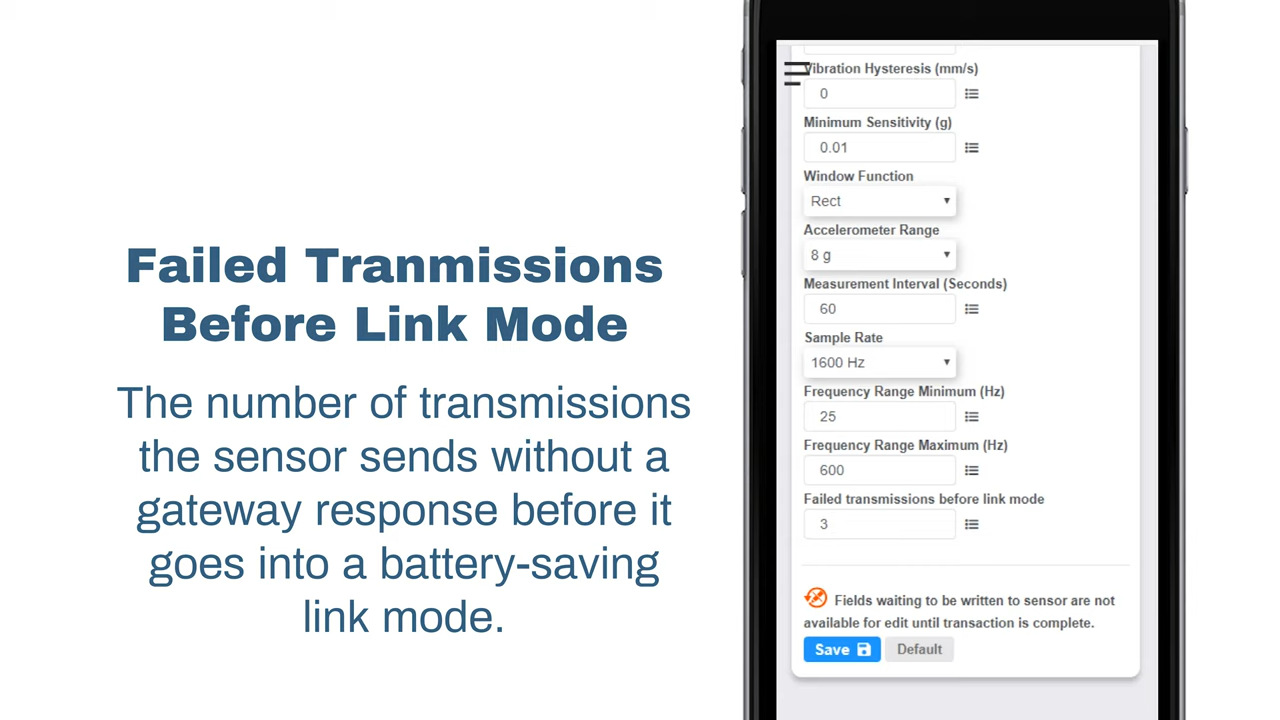 Failed Tranmissions
Before Link Mode
The number of transmissions
the sensor sends without a
gateway response before it
goes into a battery-saving
link mode.
Vibration Hysteresis (mm/s)
0
Minimum Sensitivity (g)
0.01
Window Function
Rect
Accelerometer Range
8 g
Measurement Interval (Seconds)
60
Sample Rate
1600 Hz
Frequency Range Minimum (Hz)
25
Frequency Range Maximum (Hz)
600
Failed transmissions before link mode
3
Fields waiting to be written to sensor are not
available for edit until transaction is complete.
Save Default